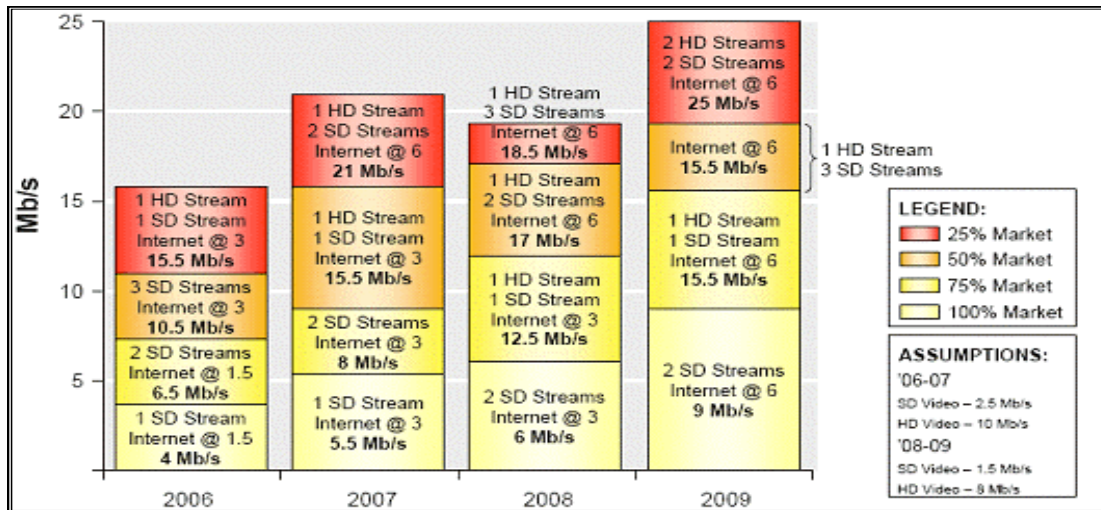 25
20
15
10
5
Mb/s
1 HD Stream
1 SD Stream
Internet @ 3
15.5 Mb/s
3 SD Streams
Internet @ 3
10.5 Mb/s
2 SD Streams
Internet @ 1.5
6.5 Mb/s
1 SD Stream
Internet @ 1.5
4 Mb/s
2006
1 HD Stream
2 SD Streams
Internet @ 6
21 Mb/s
1 HD Stream
1 SD Stream
Internet @ 3
15.5 Mb/s
2 SD Streams
Internet @ 3
8 Mb/s
1 SD Stream
Internet @ 3
5.5 Mb/s
2007
1 HD Stream
3 SD Streams
Internet @ 6
18.5 Mb/s
1 HD Stream
2 SD Streams
Internet @ 6
17 Mb/s
1 HD Stream
1 SD Stream
Internet @ 3
12.5 Mb/s
2 SD Streams
Internet @ 3
6 Mb/s
2008
2 HD Streams
2 SD Streams
Internet @ 6
25 Mb/s
Internet @ 6
15.5 Mb/s
1 HD Stream
3 SD Streams
1 HD Stream
1 SD Stream
Internet @ 6
15.5 Mb/s
2 SD Streams
Internet @ 6
9 Mb/s
2009
LEGEND:
25% Market
50% Market
75% Market
100% Market
ASSUMPTIONS:
'06-07
SD Video – 2.5 Mb/s
HD Video – 10 Mb/s
'08-09
SD Video – 1.5 Mb/s
HD Video – 8 Mb/s